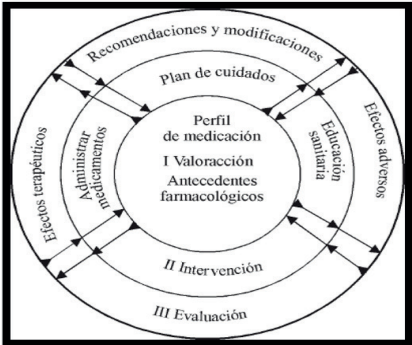 Recomendaciones y modificaciones
Plan de cuidados
Perfil
de medicación
I Valoracción
Antecedentes
farmacológicos
Administrar
medicamentos
Educación
sanitaria
Efectos terapéuticos
Efectos adversos
II Intervención
III Evaluación